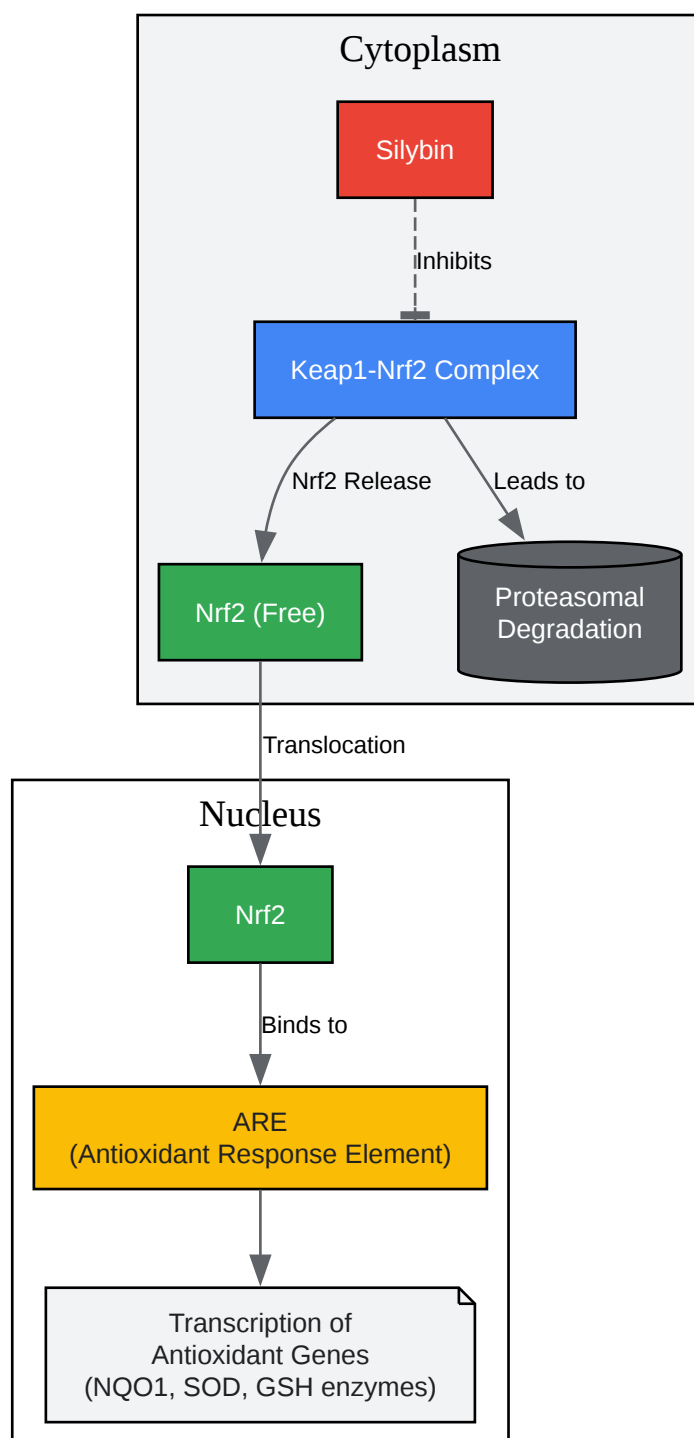 Cytoplasm
Silybin
Inhibits
Keap1-Nrf2 Complex
Nrf2 Release
Leads to
Nrf2 (Free)
Proteasomal
Degradation
Translocation
Nucleus
Nrf2
Binds to
ARE
(Antioxidant Response Element)
Transcription of
Antioxidant Genes
(NQO1, SOD, GSH enzymes)